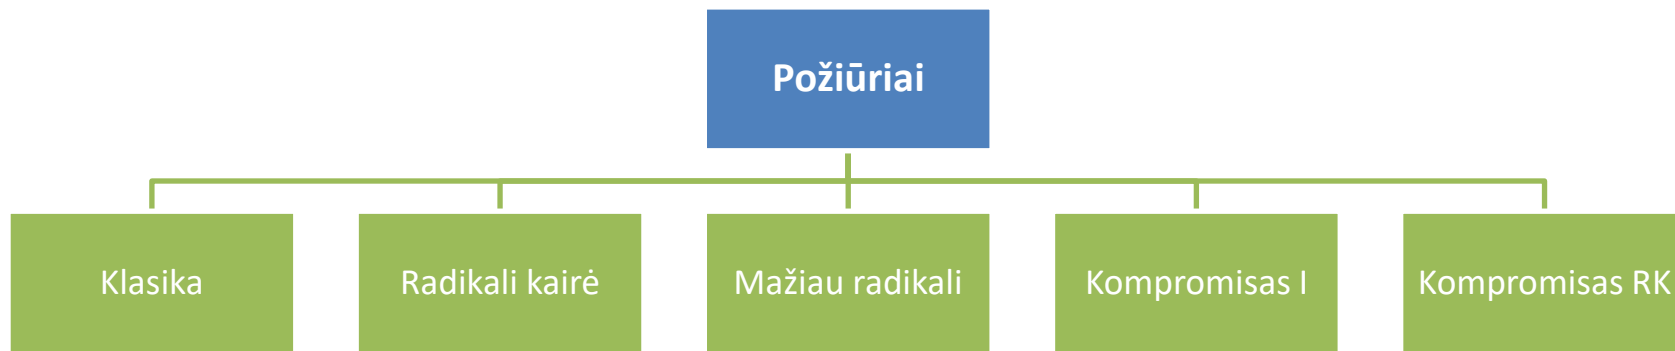 Požiūriai
Klasika
Radikali kairė
Mažiau radikali
Kompromisas I
Kompromisas RK